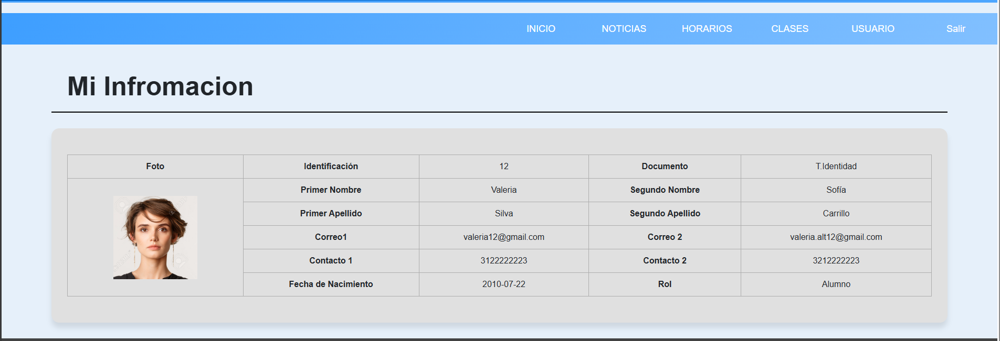 INICIO NOTICIAS HORARIOS CLASES USUARIO Salir
Mi Infromacion
Foto Identificación 12 Documento T.Identidad
Primer Nombre Valeria Segundo Nombre Sofía
Primer Apellido Silva Segundo Apellido Carrillo
Correo1 valeria12@gmail.com Correo 2 valeria.alt12@gmail.com
Contacto 1 3122222223 Contacto 2 3212222223
Fecha de Nacimiento 2010-07-22 Rol Alumno